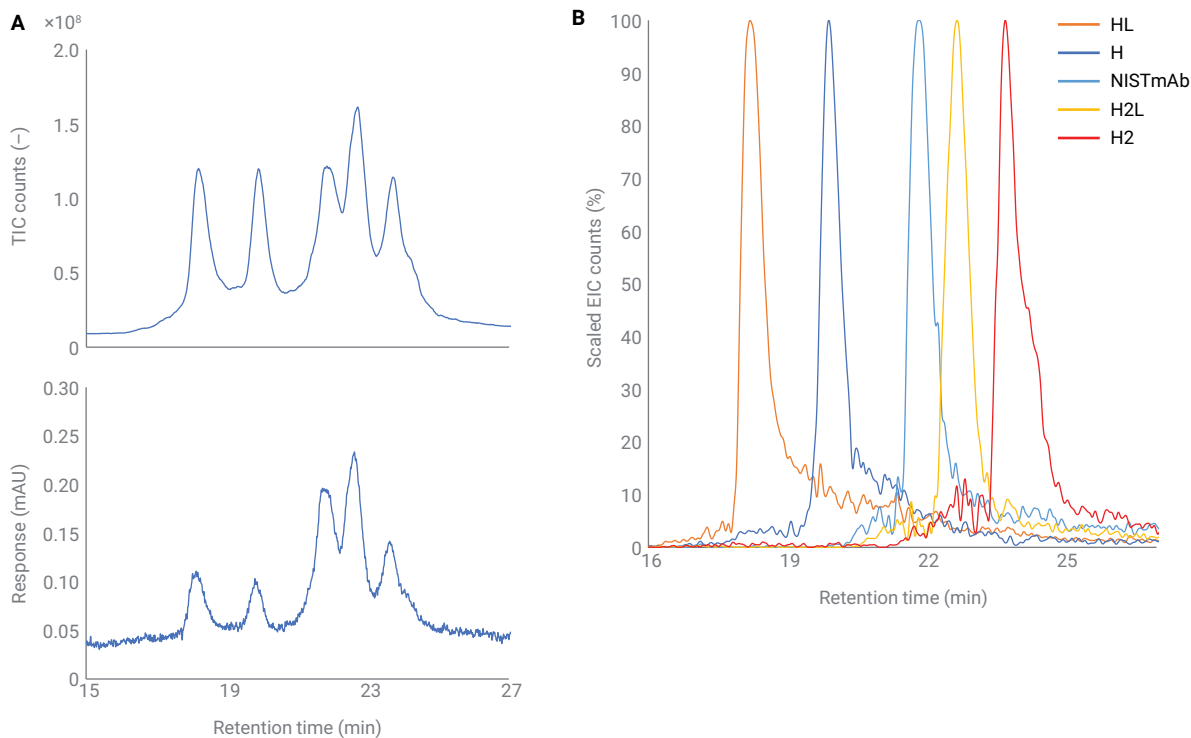 A
×10⁸
TIC counts (–)
2.0
1.5
1.0
0.5
0
Response (mAU)
0.30
0.25
0.20
0.15
0.10
0.05
0
15 19 23 27
Retention time (min)
B
Scaled EIC counts (%)
100
90
80
70
60
50
40
30
20
10
0
16 19 22 25
Retention time (min)
HL
H
NISTmAb
H2L
H2